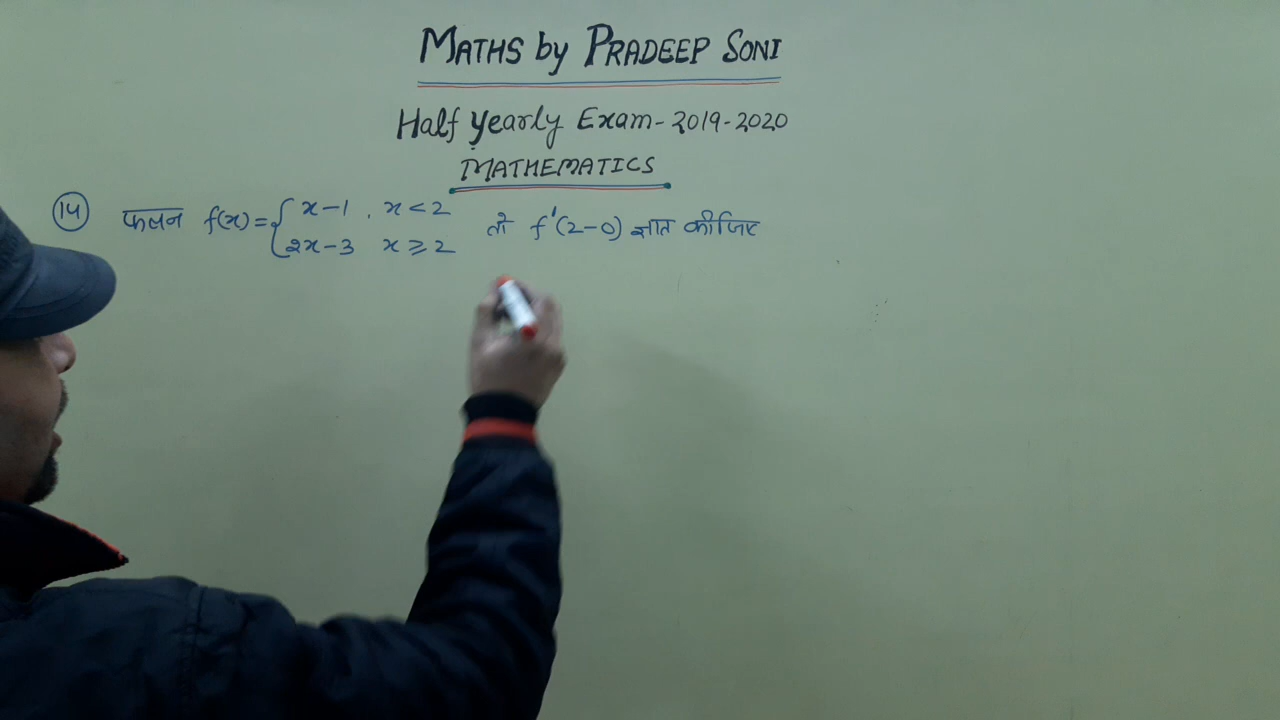 MATHS by PRADEEP SONI
Half Yearly Exam-2019-2020
MATHEMATICS
14 फलन f(x)={ x-1, x<2 तो f'(2-0) ज्ञात कीजिए
2x-3 x⩾2